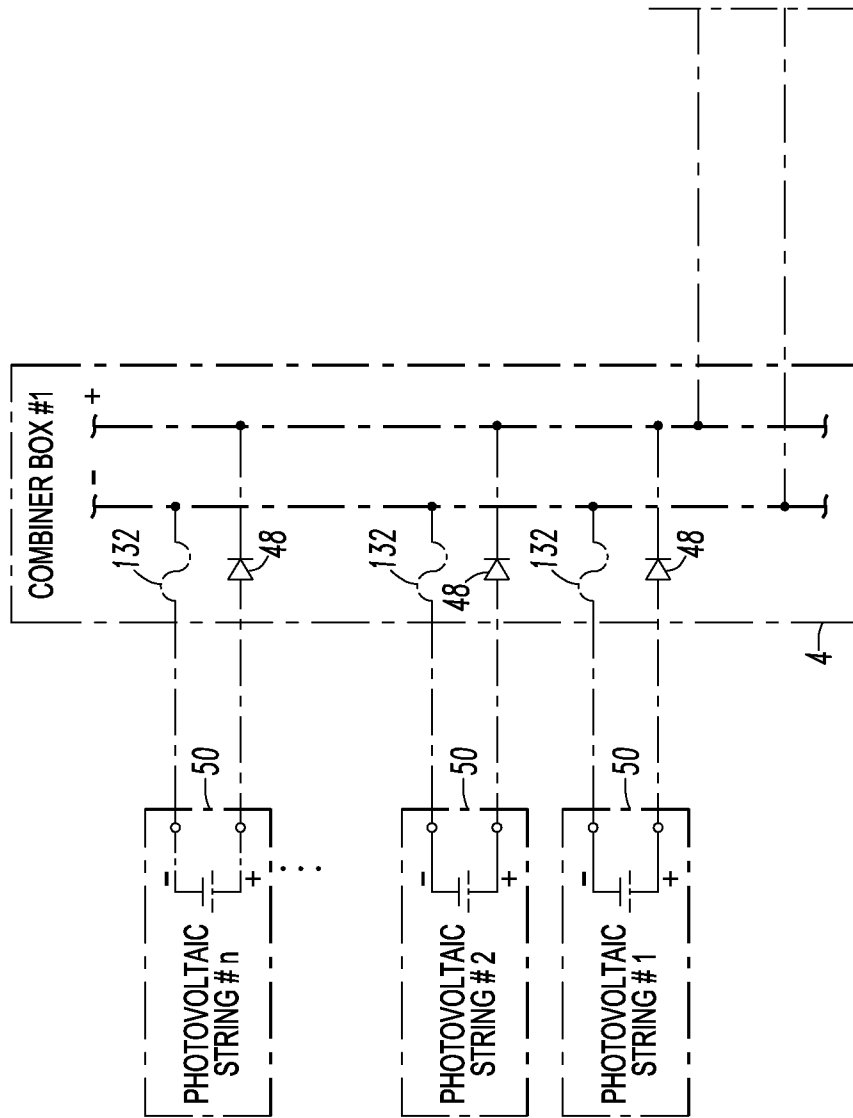 COMBINER BOX #1
- +
132
48
132
48
132
48
4
50
50
50
- +
PHOTOVOLTAIC
STRING # n
. . .
- +
PHOTOVOLTAIC
STRING # 2
- +
PHOTOVOLTAIC
STRING # 1